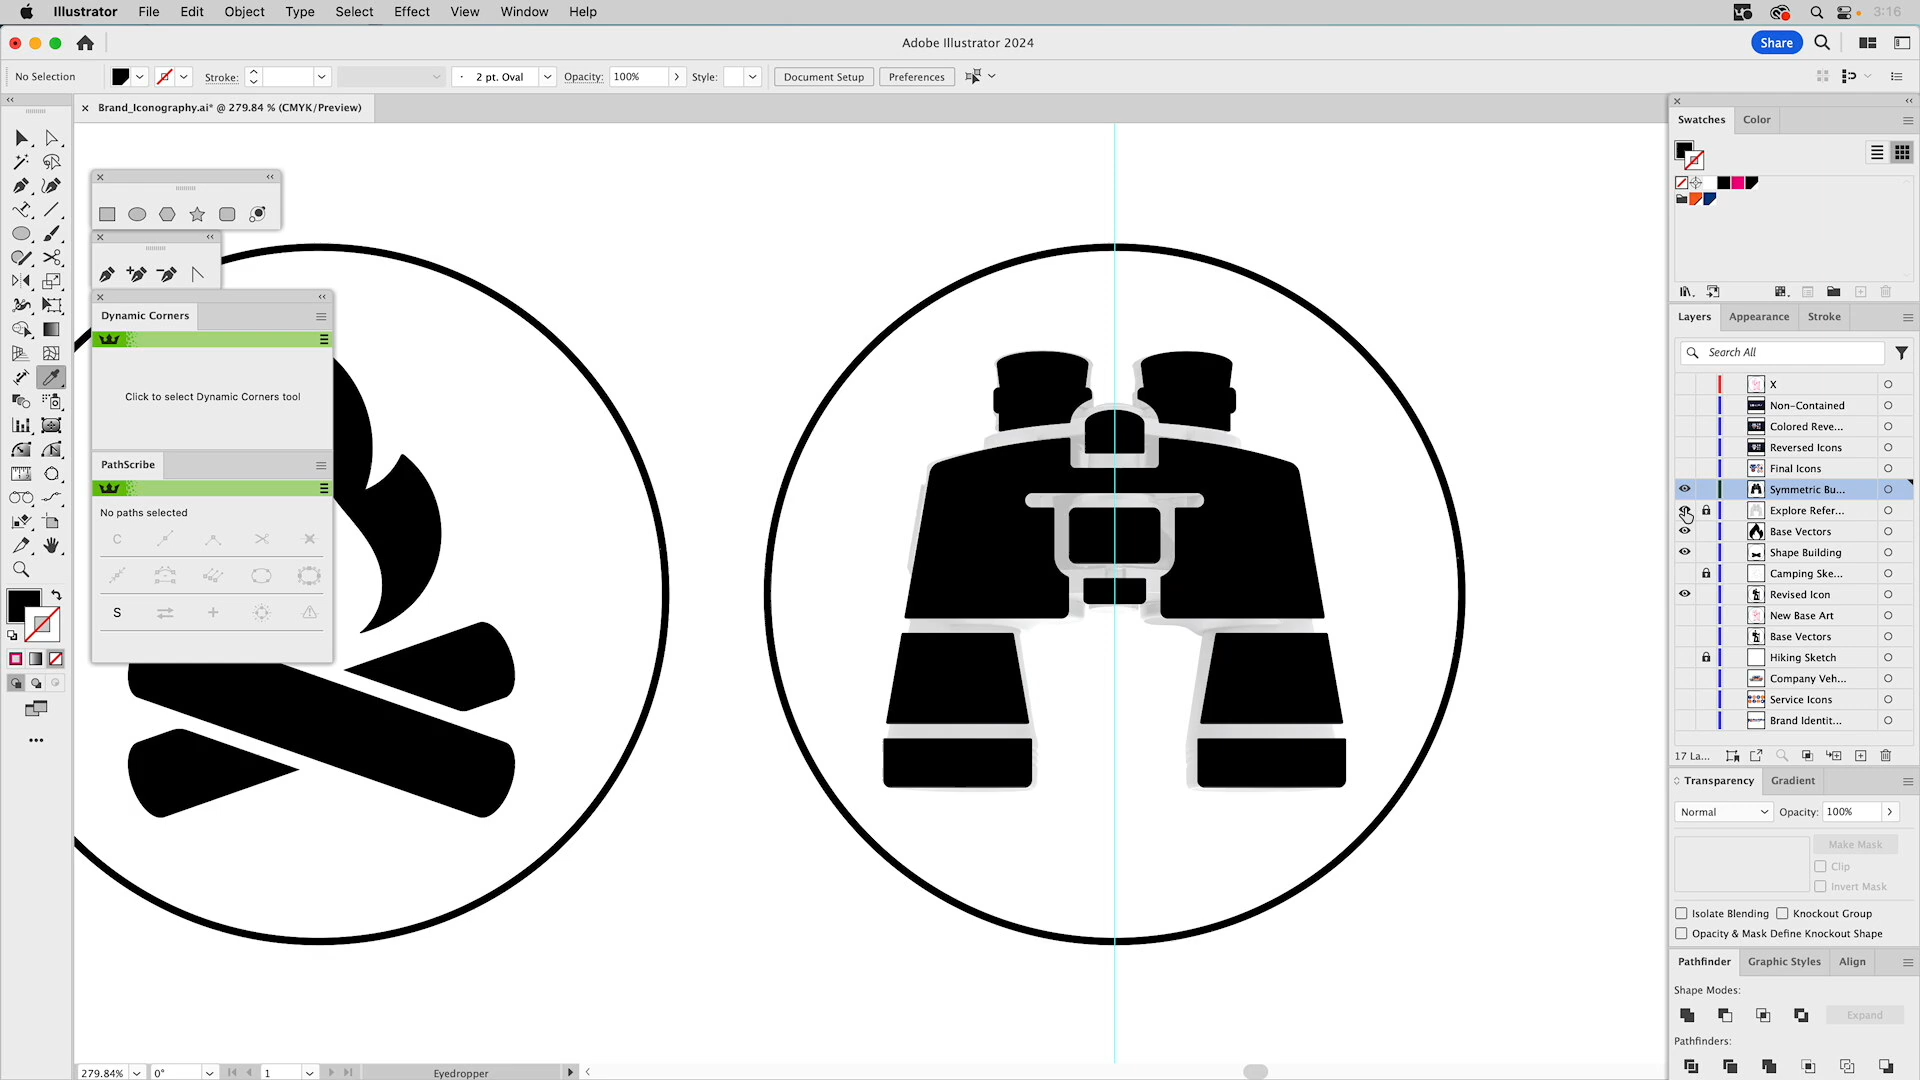 Illustrator File Edit Object Type Select Effect View Window Help 3:16
Adobe Illustrator 2024
Share
No Selection Stroke: 2 pt. Oval Opacity: 100% Style: Document Setup Preferences
Brand_Iconography.ai* @ 279.84 % (CMYK/Preview)
Swatches Color
Dynamic Corners
Click to select Dynamic Corners tool
PathScribe
No paths selected
C
S
Layers Appearance Stroke
Search All
X
Non-Contained
Colored Reve...
Reversed Icons
Final Icons
Symmetric Bu...
Explore Refer...
Base Vectors
Shape Building
Camping Ske...
Revised Icon
New Base Art
Base Vectors
Hiking Sketch
Company Veh...
Service Icons
Brand Identit...
17 La...
Transparency Gradient
Normal Opacity: 100%
Make Mask
Clip
Invert Mask
Isolate Blending Knockout Group
Opacity & Mask Define Knockout Shape
Pathfinder Graphic Styles Align
Shape Modes:
Expand
Pathfinders:
279.84% 0° 1 Eyedropper